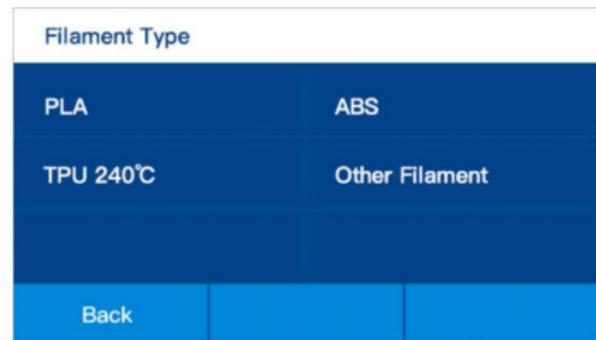 Filament Type
PLA ABS
TPU 240℃ Other Filament
Back